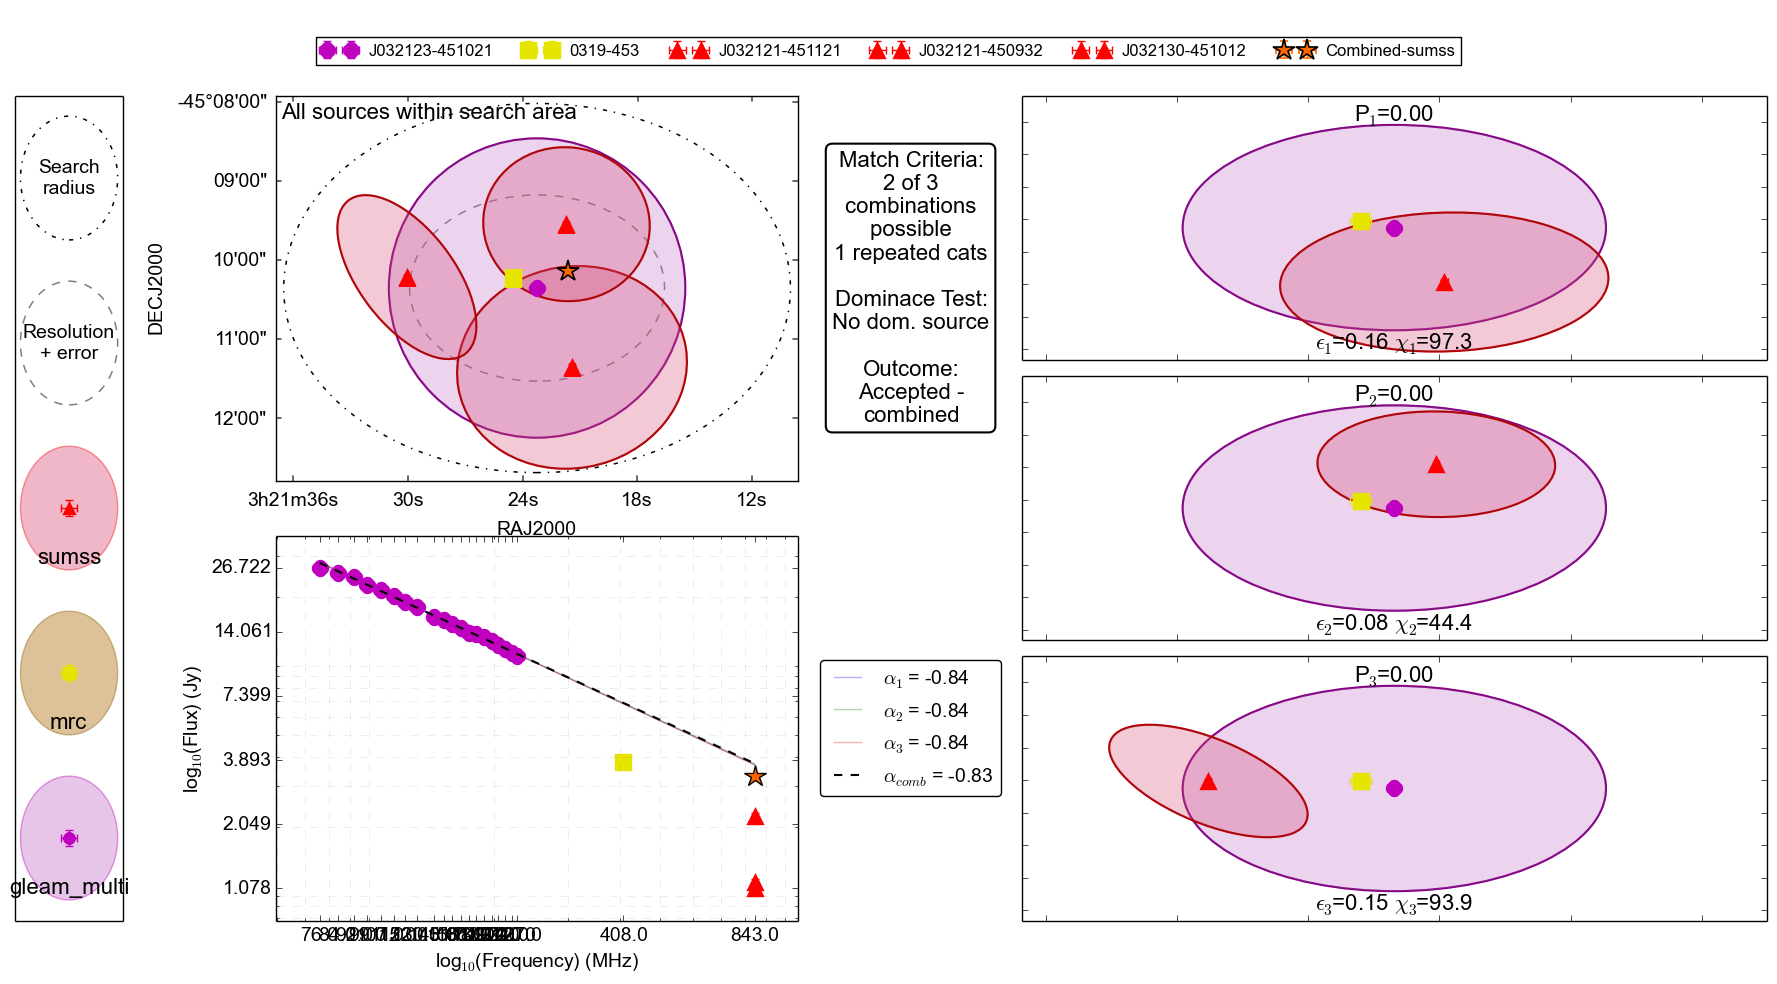 J032123-451021 0319-453 J032121-451121 J032121-450932 J032130-451012 Combined-sumss
Search
radius
Resolution
+ error
sumss
mrc
gleam_multi
All sources within search area
-45°08'00"
09'00"
10'00"
11'00"
12'00"
DECJ2000
3h21m36s 30s 24s 18s 12s
RAJ2000
Match Criteria:
2 of 3
combinations
possible
1 repeated cats
Dominace Test:
No dom. source
Outcome:
Accepted -
combined
26.722
14.061
7.399
3.893
2.049
1.078
log10(Flux) (Jy)
408.0 843.0
log10(Frequency) (MHz)
α1 = -0.84
α2 = -0.84
α3 = -0.84
αcomb = -0.83
P1=0.00
ϵ1=0.16 χ1=97.3
P2=0.00
ϵ2=0.08 χ2=44.4
P3=0.00
ϵ3=0.15 χ3=93.9